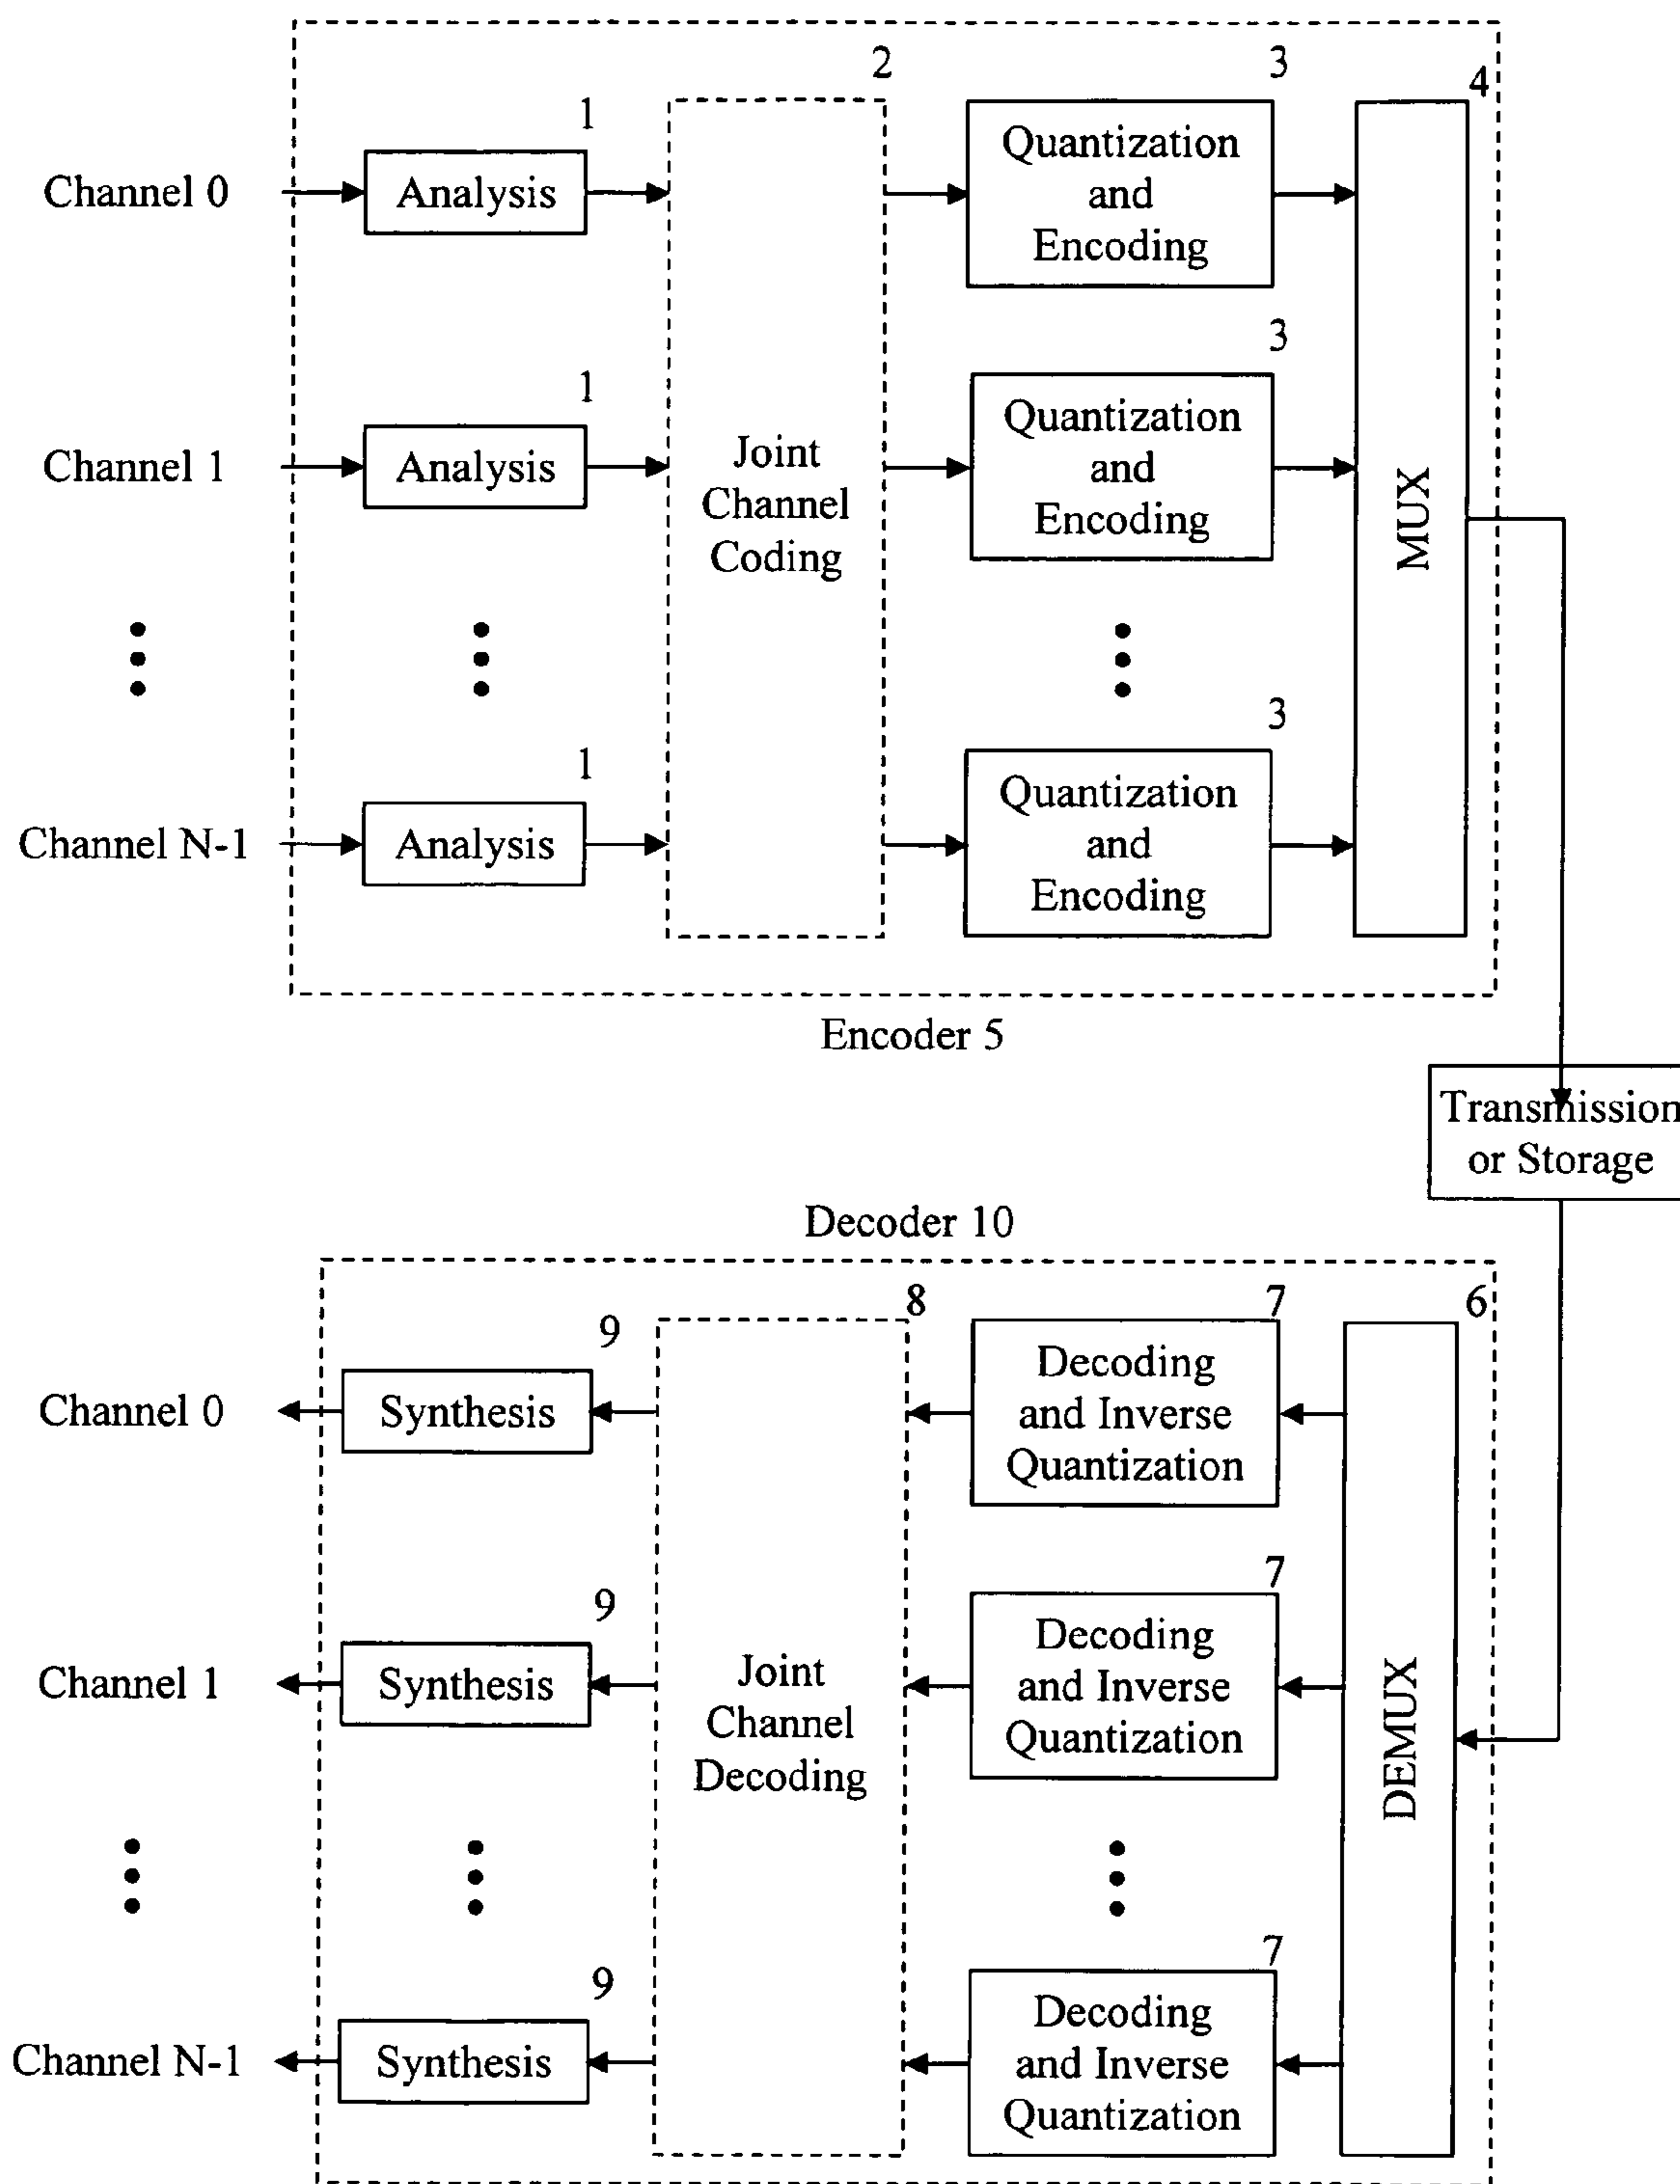 2
3
4
1
Channel 0
Analysis
Quantization
and
Encoding
3
1
Channel 1
Analysis
Joint
Channel
Coding
Quantization
and
Encoding
MUX
3
1
Channel N-1
Analysis
Quantization
and
Encoding
Encoder 5
Transmission
or Storage
Decoder 10
8
7
6
9
Channel 0
Synthesis
Decoding
and Inverse
Quantization
7
9
Channel 1
Synthesis
Joint
Channel
Decoding
Decoding
and Inverse
Quantization
DEMUX
7
9
Channel N-1
Synthesis
Decoding
and Inverse
Quantization